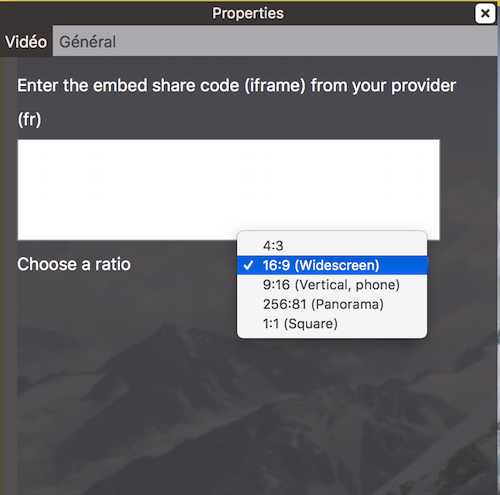 Properties
Vidéo Général
Enter the embed share code (iframe) from your provider
(fr)
Choose a ratio
4:3
✓ 16:9 (Widescreen)
9:16 (Vertical, phone)
256:81 (Panorama)
1:1 (Square)